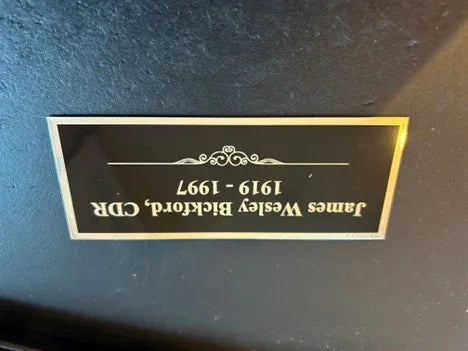 James Wesley Bickford, CDR
1919 - 1997